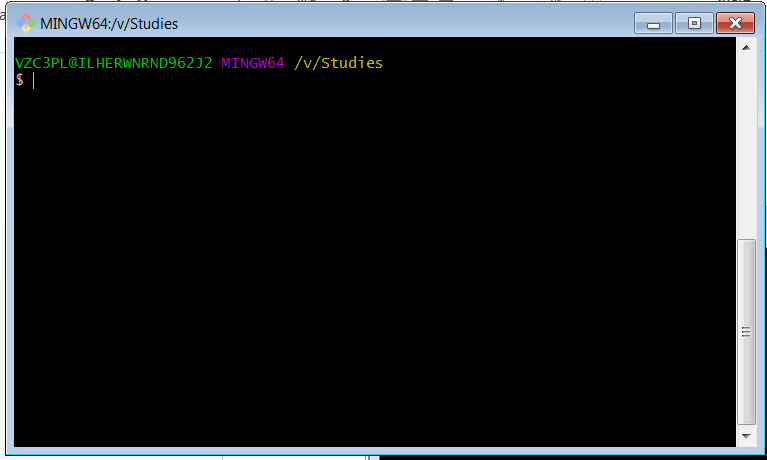 MINGW64:/v/Studies
VZC3PL@ILHERWNRND962J2 MINGW64 /v/Studies
$